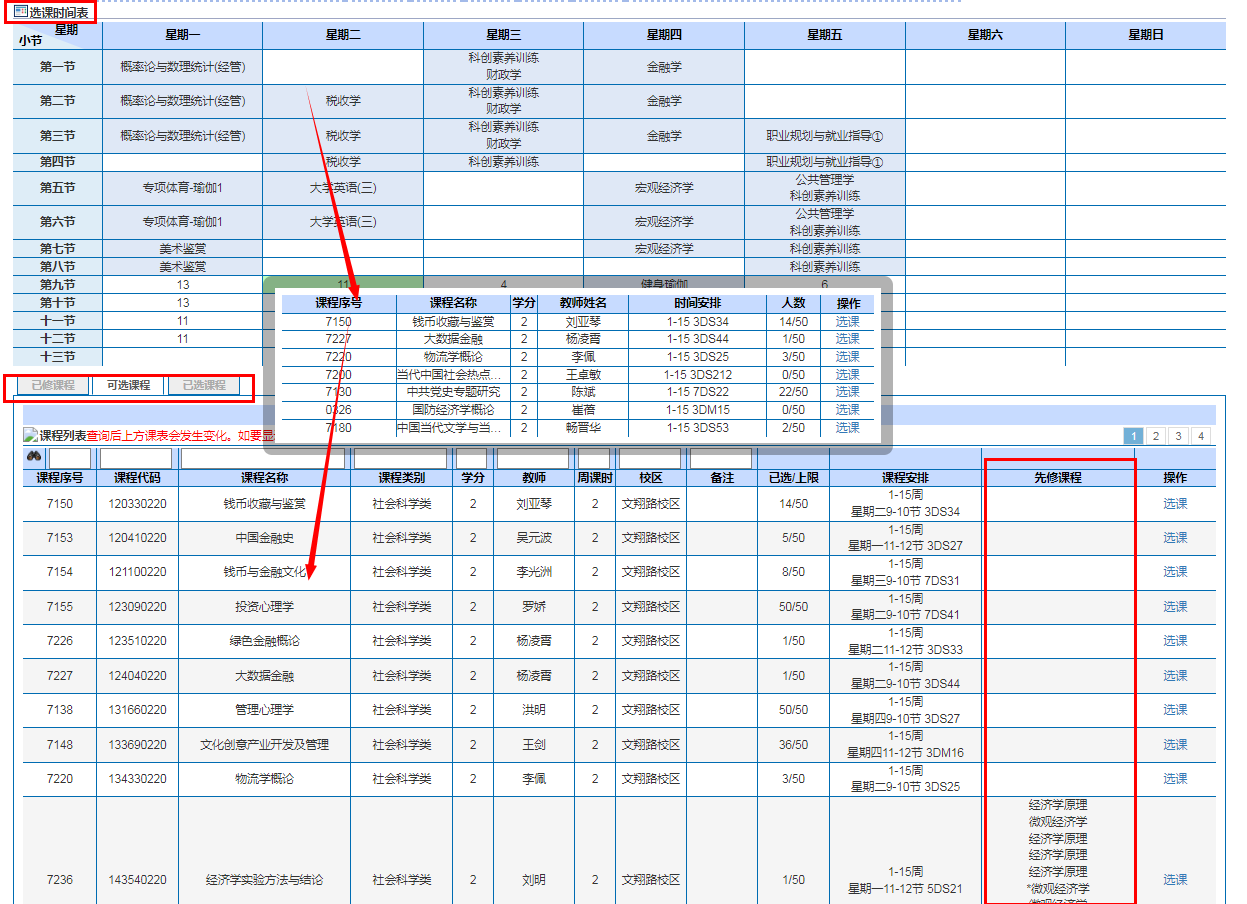 选课时间表
星期
小节
星期一 星期二 星期三 星期四 星期五 星期六 星期日
第一节 概率论与数理统计(经管) 科创素养训练 财政学 金融学
第二节 概率论与数理统计(经管) 税收学 科创素养训练 财政学 金融学
第三节 概率论与数理统计(经管) 税收学 科创素养训练 财政学 金融学 职业规划与就业指导①
第四节 税收学 科创素养训练 职业规划与就业指导①
第五节 专项体育-瑜伽1 大学英语(三) 宏观经济学 公共管理学 科创素养训练
第六节 专项体育-瑜伽1 大学英语(三) 宏观经济学 公共管理学 科创素养训练
第七节 美术鉴赏 宏观经济学 科创素养训练
第八节 美术鉴赏 科创素养训练
第九节 13 11 4 健身瑜伽 6
第十节 13
十一节 11
十二节 11
十三节
课程序号 课程名称 学分 教师姓名 时间安排 人数 操作
7150 钱币收藏与鉴赏 2 刘亚琴 1-15 3DS34 14/50 选课
7227 大数据金融 2 杨凌霄 1-15 3DS44 1/50 选课
7220 物流学概论 2 李佩 1-15 3DS25 3/50 选课
7200 当代中国社会热点... 2 王卓敏 1-15 3DS212 0/50 选课
7130 中共党史专题研究 2 陈斌 1-15 7DS22 22/50 选课
0326 国防经济学概论 2 崔蓓 1-15 3DM15 0/50 选课
7180 中国当代文学与当... 2 畅晋华 1-15 3DS53 2/50 选课
已修课程 可选课程 已选课程
课程列表查询后上方课表会发生变化。如要显
1 2 3 4
课程序号 课程代码 课程名称 课程类别 学分 教师 周课时 校区 备注 已选/上限 课程安排 先修课程 操作
7150 120330220 钱币收藏与鉴赏 社会科学类 2 刘亚琴 2 文翔路校区 14/50 1-15周 星期二9-10节 3DS34 选课
7153 120410220 中国金融史 社会科学类 2 吴元波 2 文翔路校区 5/50 1-15周 星期一11-12节 3DS27 选课
7154 121100220 钱币与金融文化 社会科学类 2 李光洲 2 文翔路校区 8/50 1-15周 星期三9-10节 7DS31 选课
7155 123090220 投资心理学 社会科学类 2 罗娇 2 文翔路校区 50/50 1-15周 星期二9-10节 7DS41 选课
7226 123510220 绿色金融概论 社会科学类 2 杨凌霄 2 文翔路校区 1/50 1-15周 星期二11-12节 3DS33 选课
7227 124040220 大数据金融 社会科学类 2 杨凌霄 2 文翔路校区 1/50 1-15周 星期二9-10节 3DS44 选课
7138 131660220 管理心理学 社会科学类 2 洪明 2 文翔路校区 50/50 1-15周 星期四9-10节 3DS27 选课
7148 133690220 文化创意产业开发及管理 社会科学类 2 王剑 2 文翔路校区 36/50 1-15周 星期四11-12节 3DM16 选课
7220 134330220 物流学概论 社会科学类 2 李佩 2 文翔路校区 3/50 1-15周 星期二9-10节 3DS25 选课
经济学原理
微观经济学
经济学原理
经济学原理
经济学原理
*微观经济学
7236 143540220 经济学实验方法与结论 社会科学类 2 刘明 2 文翔路校区 1/50 1-15周 星期一11-12节 5DS21 选课